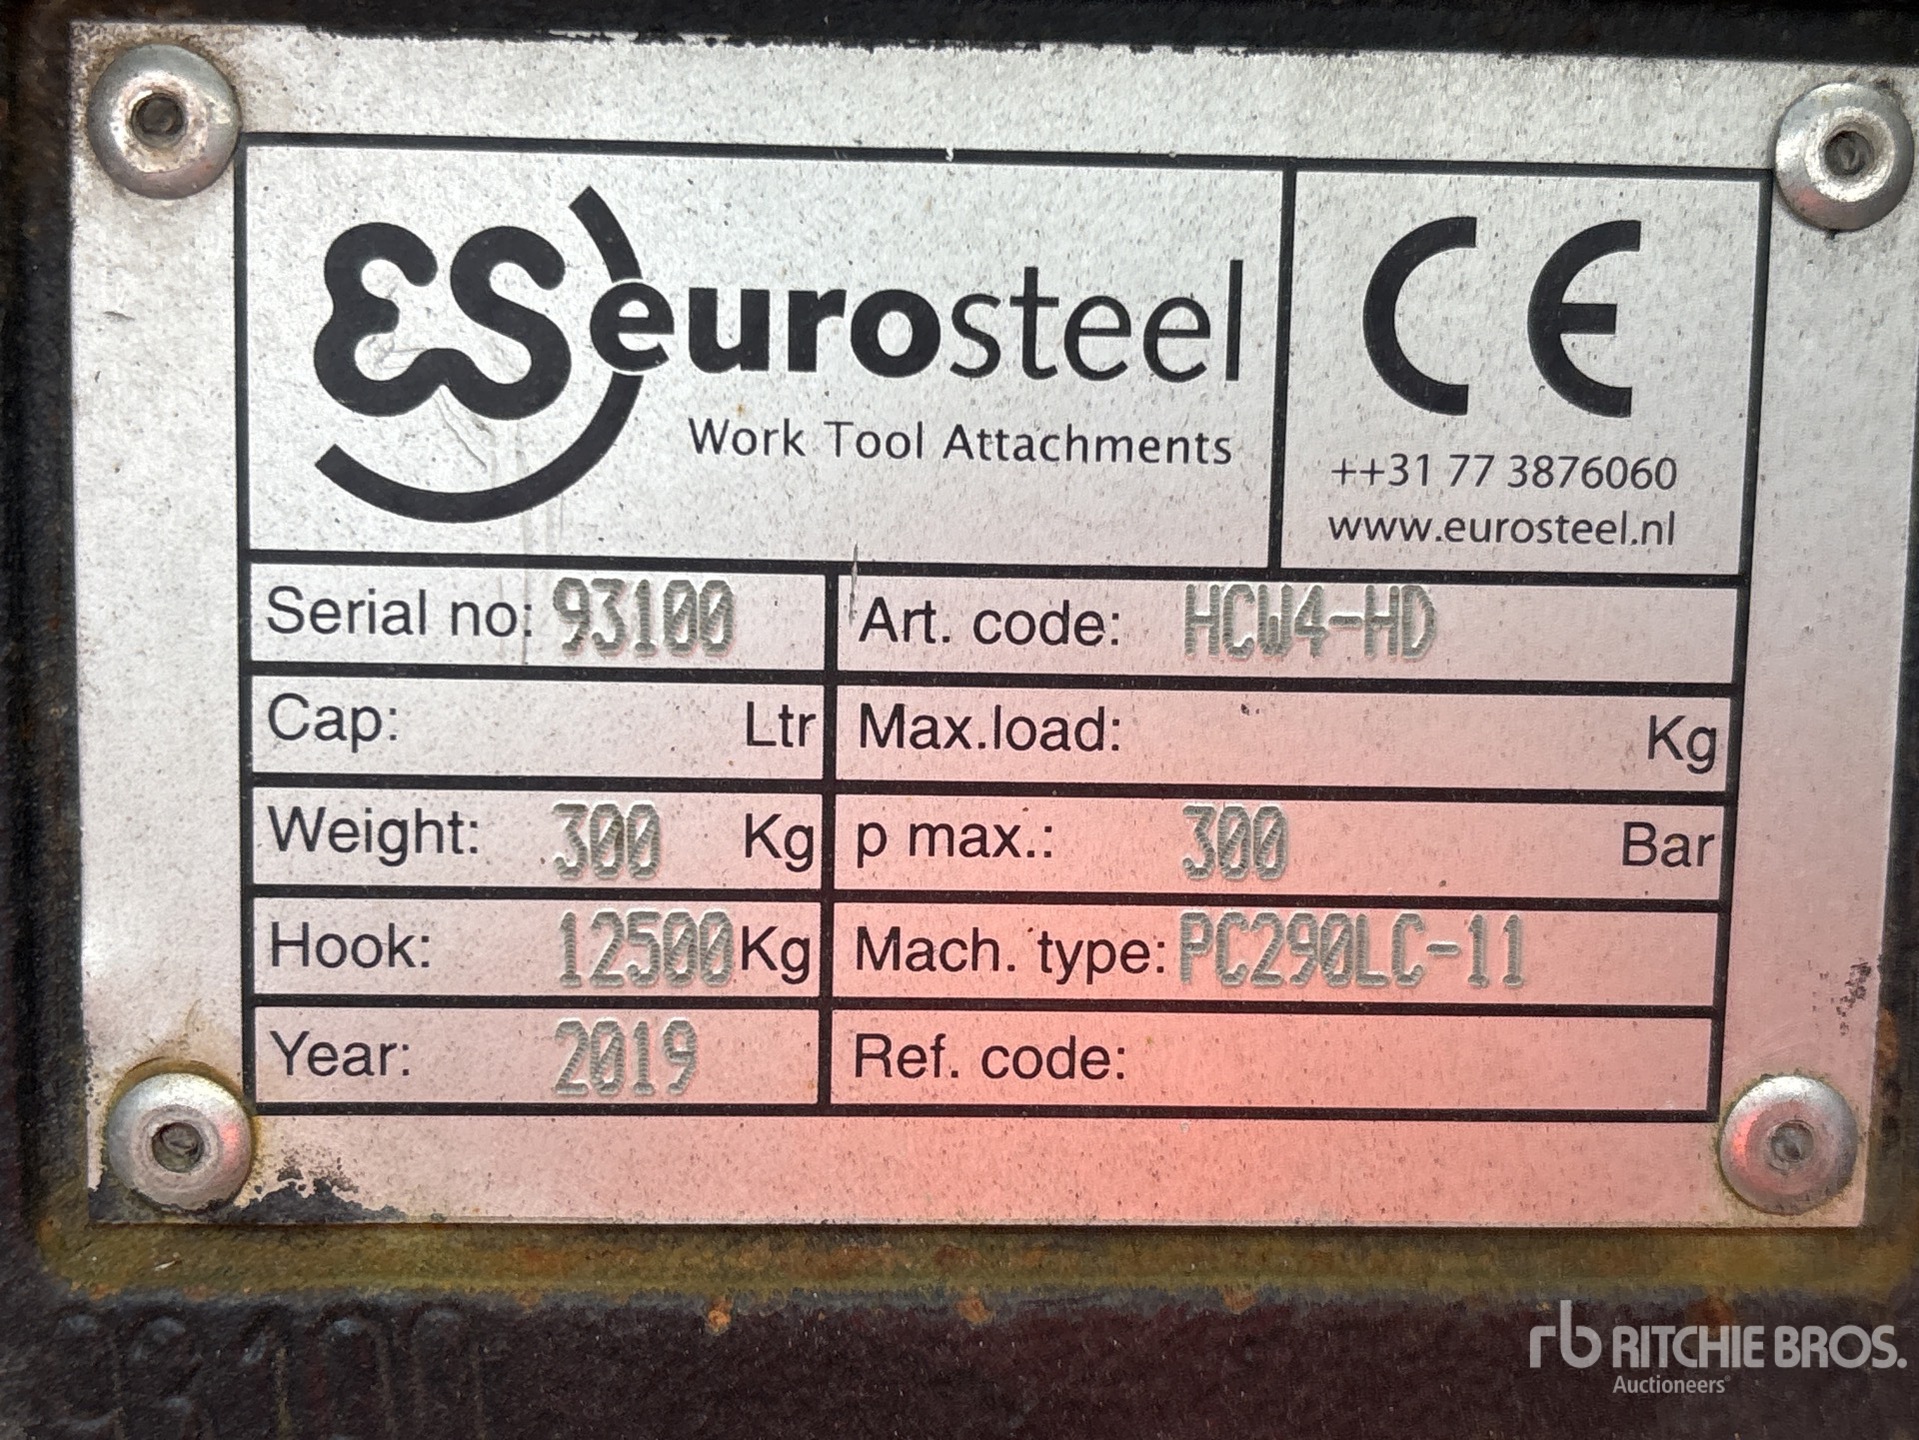 ES eurosteel
Work Tool Attachments
CE
++31 77 3876060
www.eurosteel.nl
Serial no: 93100
Art. code: HCW4-HD
Cap: Ltr
Max.load: Kg
Weight: 300 Kg
p max.: 300 Bar
Hook: 12500 Kg
Mach. type: PC290LC-11
Year: 2019
Ref. code:
93100
rb RITCHIE BROS.
Auctioneers